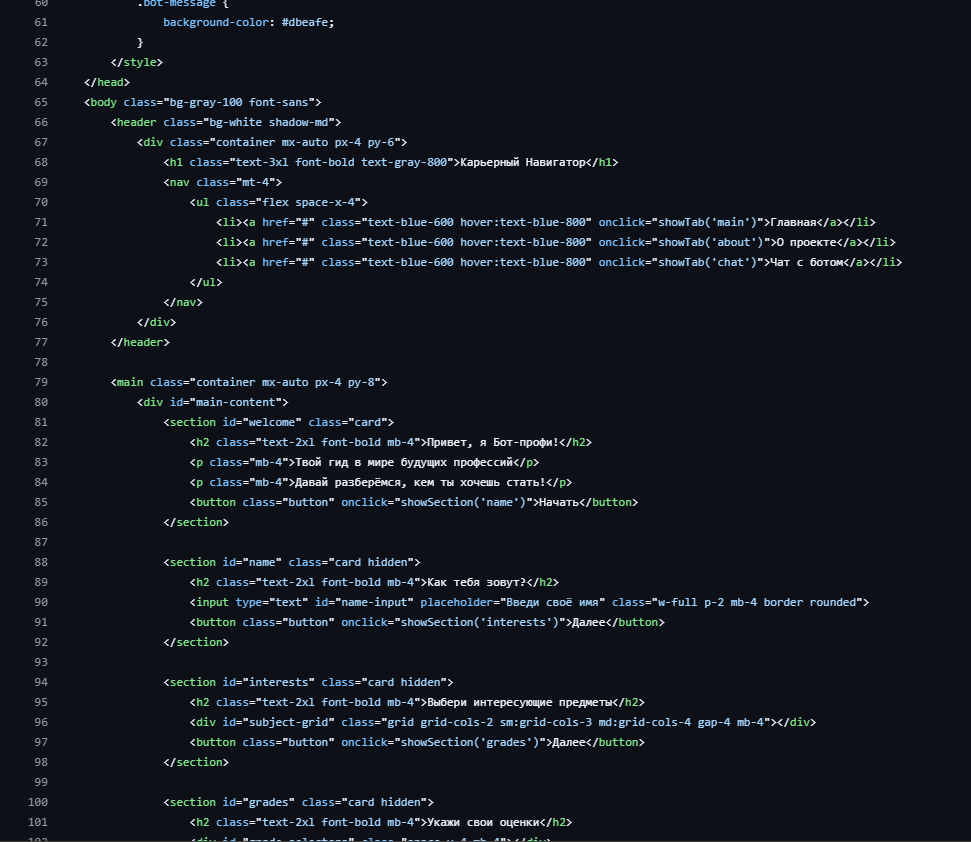 60            .bot-message {
61                background-color: #dbeafe;
62            }
63        </style>
64    </head>
65    <body class="bg-gray-100 font-sans">
66        <header class="bg-white shadow-md">
67            <div class="container mx-auto px-4 py-6">
68                <h1 class="text-3xl font-bold text-gray-800">Карьерный Навигатор</h1>
69                <nav class="mt-4">
70                    <ul class="flex space-x-4">
71                        <li><a href="#" class="text-blue-600 hover:text-blue-800" onclick="showTab('main')">Главная</a></li>
72                        <li><a href="#" class="text-blue-600 hover:text-blue-800" onclick="showTab('about')">О проекте</a></li>
73                        <li><a href="#" class="text-blue-600 hover:text-blue-800" onclick="showTab('chat')">Чат с ботом</a></li>
74                    </ul>
75                </nav>
76            </div>
77        </header>
78
79        <main class="container mx-auto px-4 py-8">
80            <div id="main-content">
81                <section id="welcome" class="card">
82                    <h2 class="text-2xl font-bold mb-4">Привет, я Бот-профи!</h2>
83                    <p class="mb-4">Твой гид в мире будущих профессий</p>
84                    <p class="mb-4">Давай разберёмся, кем ты хочешь стать!</p>
85                    <button class="button" onclick="showSection('name')">Начать</button>
86                </section>
87
88                <section id="name" class="card hidden">
89                    <h2 class="text-2xl font-bold mb-4">Как тебя зовут?</h2>
90                    <input type="text" id="name-input" placeholder="Введи своё имя" class="w-full p-2 mb-4 border rounded">
91                    <button class="button" onclick="showSection('interests')">Далее</button>
92                </section>
93
94                <section id="interests" class="card hidden">
95                    <h2 class="text-2xl font-bold mb-4">Выбери интересующие предметы</h2>
96                    <div id="subject-grid" class="grid grid-cols-2 sm:grid-cols-3 md:grid-cols-4 gap-4 mb-4"></div>
97                    <button class="button" onclick="showSection('grades')">Далее</button>
98                </section>
99
100                <section id="grades" class="card hidden">
101                    <h2 class="text-2xl font-bold mb-4">Укажи свои оценки</h2>